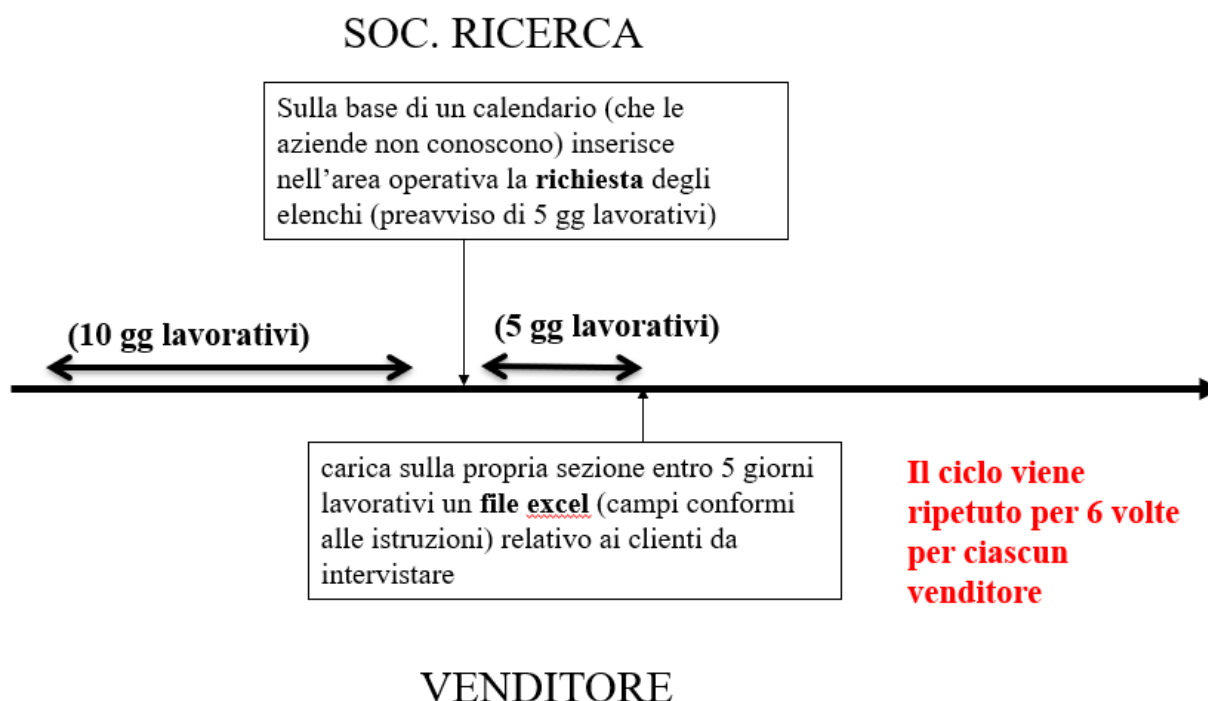 SOC. RICERCA
Sulla base di un calendario (che le
aziende non conoscono) inserisce
nell’area operativa la richiesta degli
elenchi (preavviso di 5 gg lavorativi)
(10 gg lavorativi)
(5 gg lavorativi)
carica sulla propria sezione entro 5 giorni
lavorativi un file excel (campi conformi
alle istruzioni) relativo ai clienti da
intervistare
Il ciclo viene
ripetuto per 6 volte
per ciascun
venditore
VENDITORE